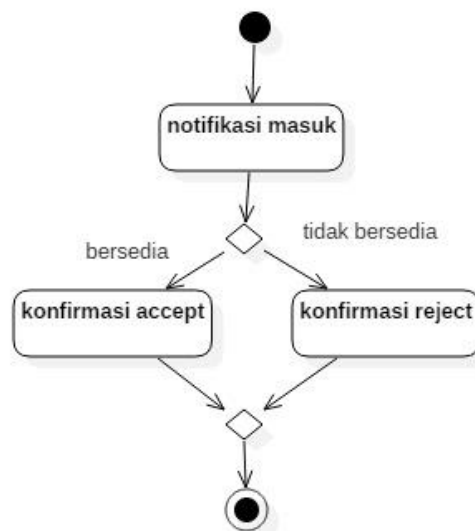 notifikasi masuk
bersedia
tidak bersedia
konfirmasi accept
konfirmasi reject